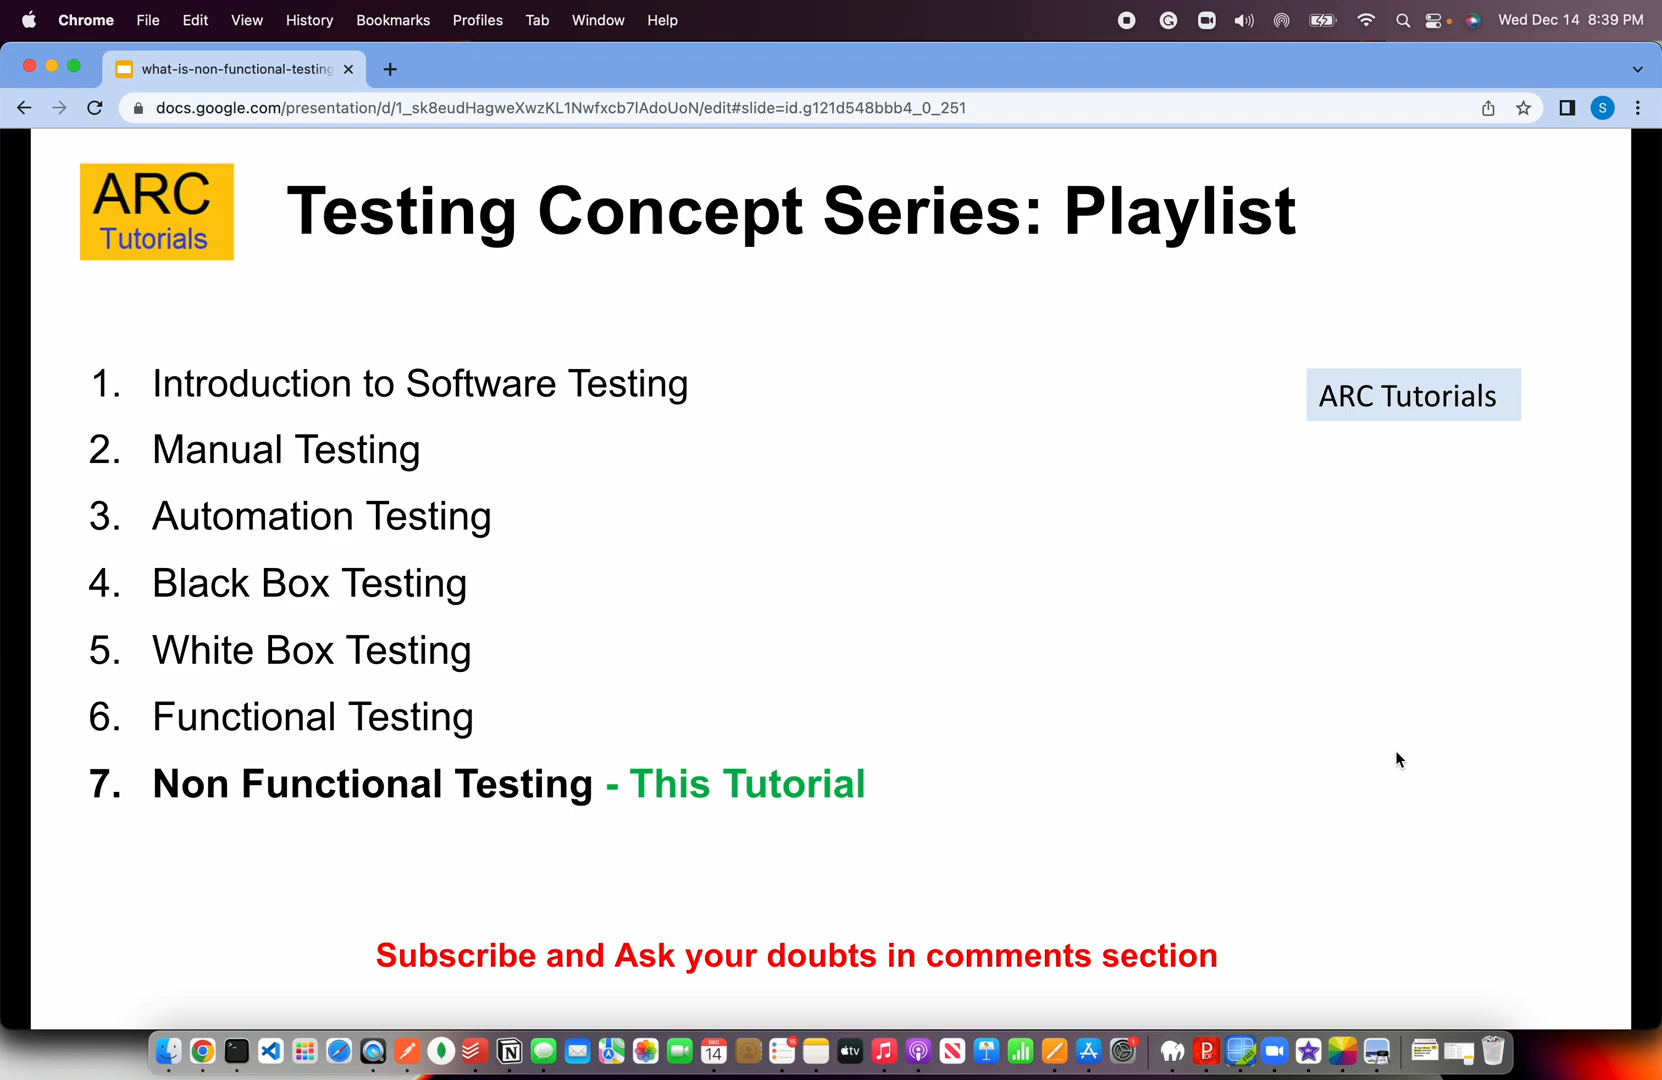 Chrome File Edit View History Bookmarks Profiles Tab Window Help Wed Dec 14 8:39 PM
what-is-non-functional-testing
docs.google.com/presentation/d/1_sk8eudHagweXwzKL1Nwfxcb7lAdoUoN/edit#slide=id.g121d548bbb4_0_251 S
ARC
Tutorials
Testing Concept Series: Playlist
1. Introduction to Software Testing
ARC Tutorials
2. Manual Testing
3. Automation Testing
4. Black Box Testing
5. White Box Testing
6. Functional Testing
7. Non Functional Testing - This Tutorial
Subscribe and Ask your doubts in comments section
DEC
14
tv